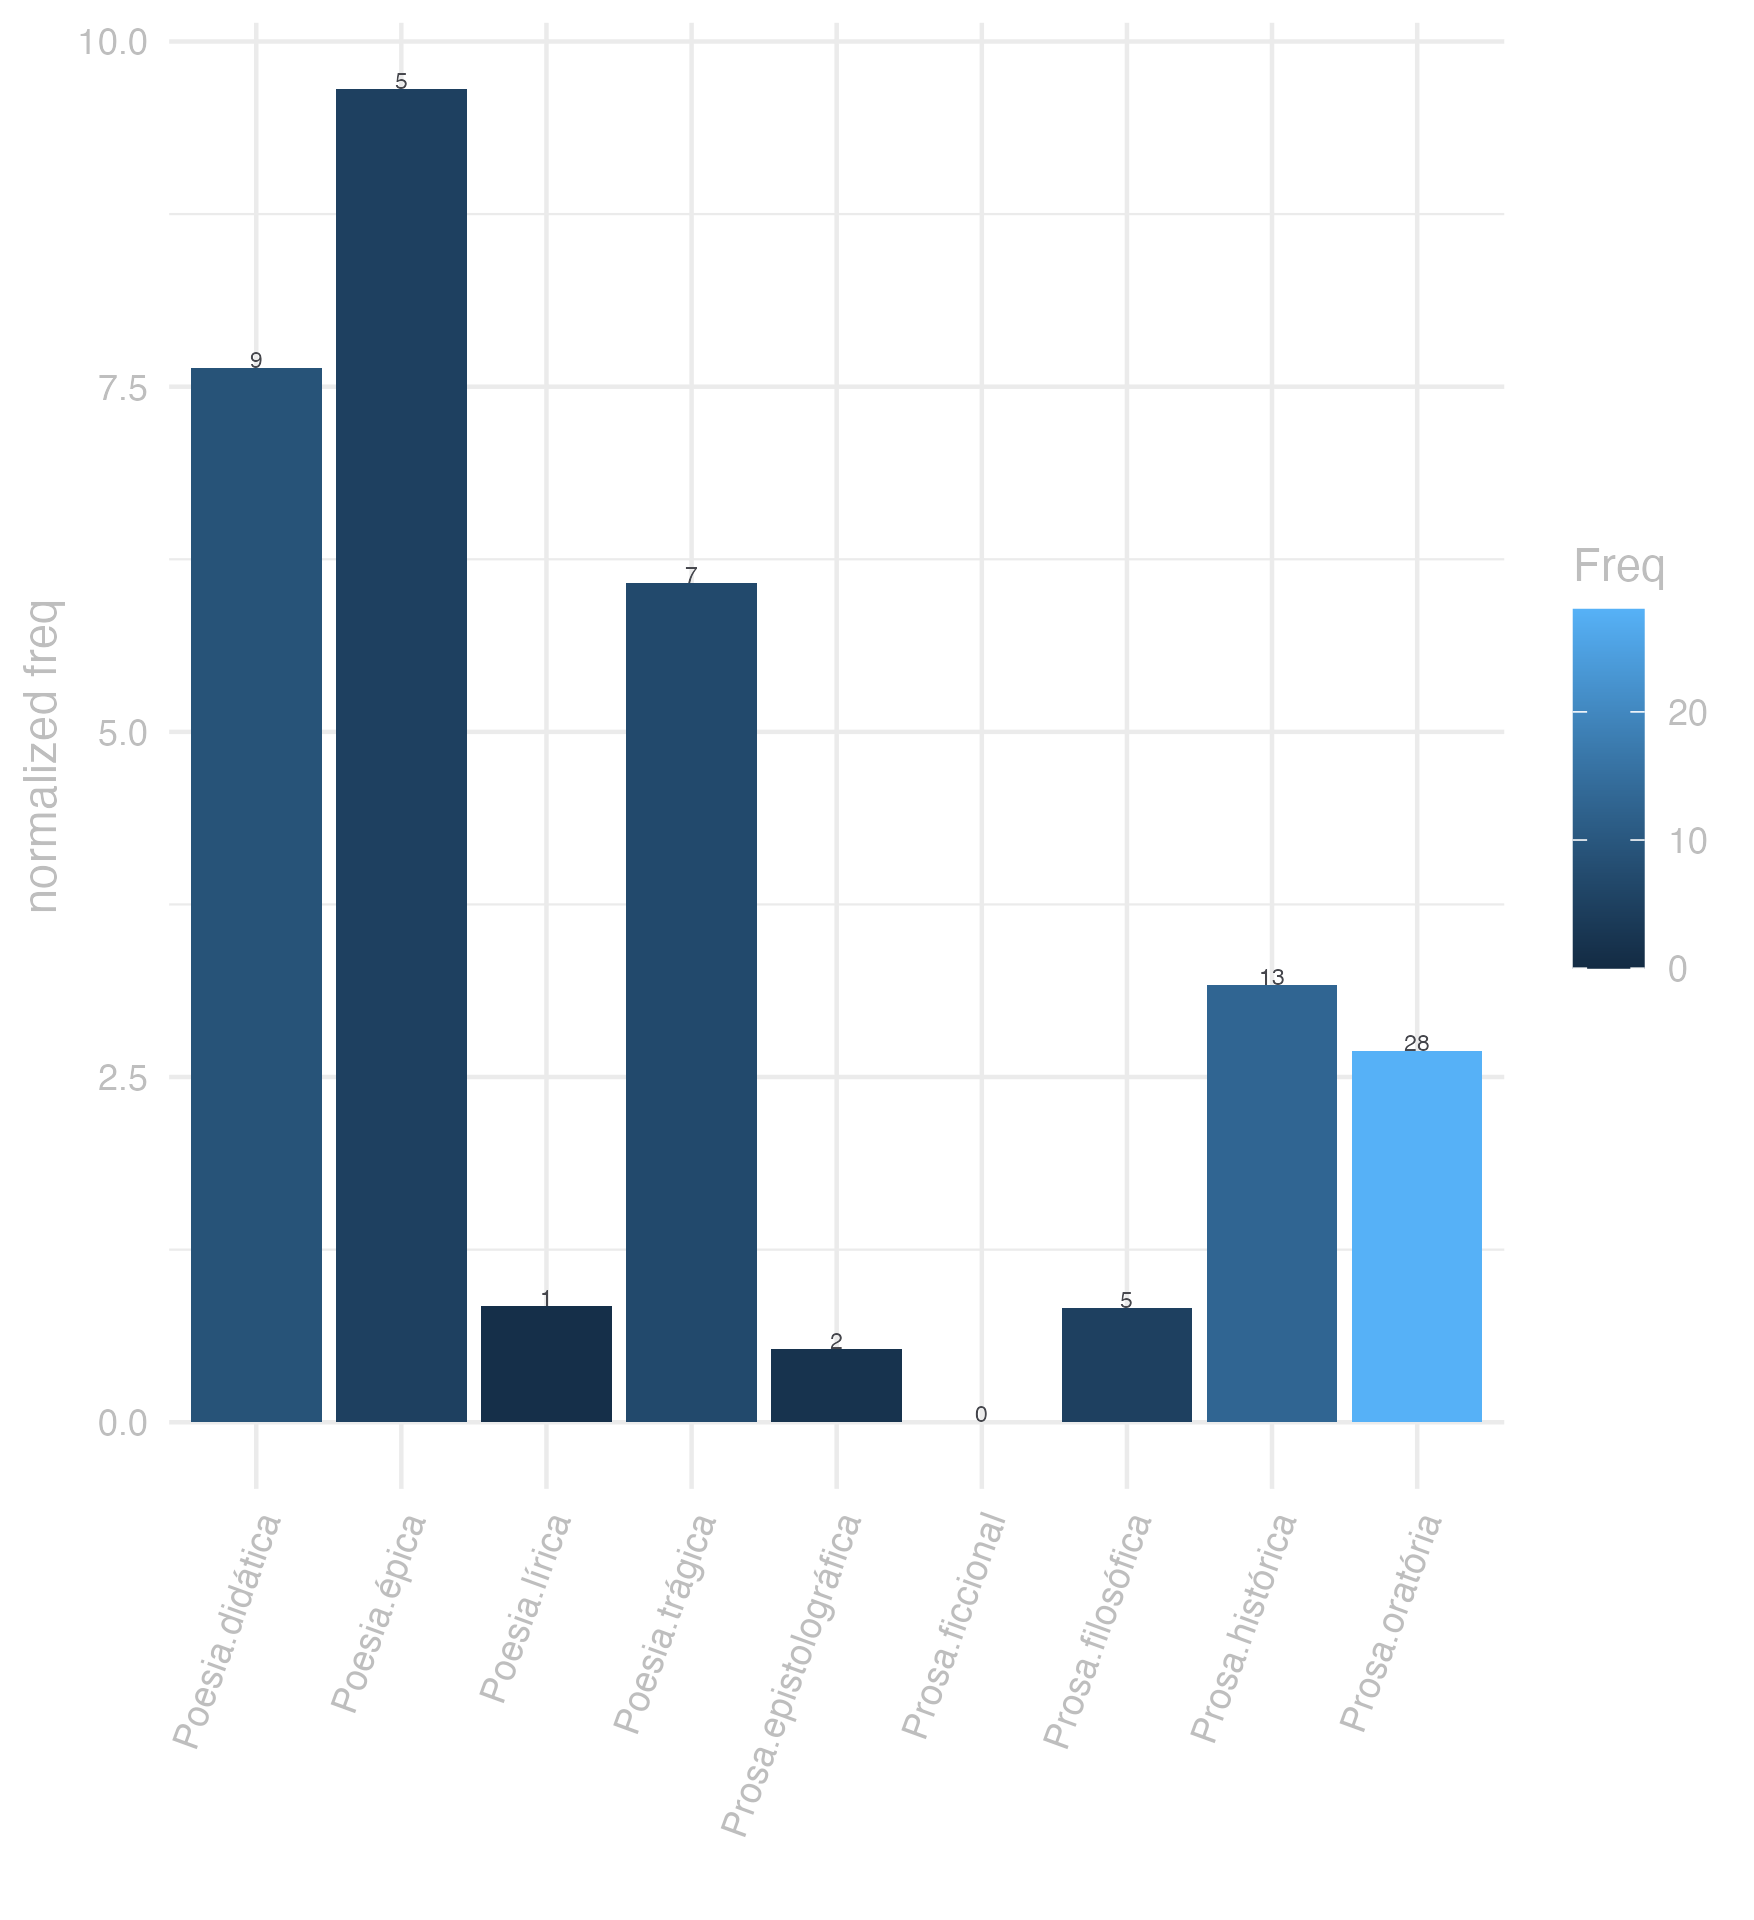 normalized freq
10.0
7.5
5.0
2.5
0.0
9
5
1
7
2
0
5
13
28
Poesia.didática
Poesia.épica
Poesia.lírica
Poesia.trágica
Prosa.epistolográfica
Prosa.ficcional
Prosa.filosófica
Prosa.histórica
Prosa.oratória
Freq
20
10
0